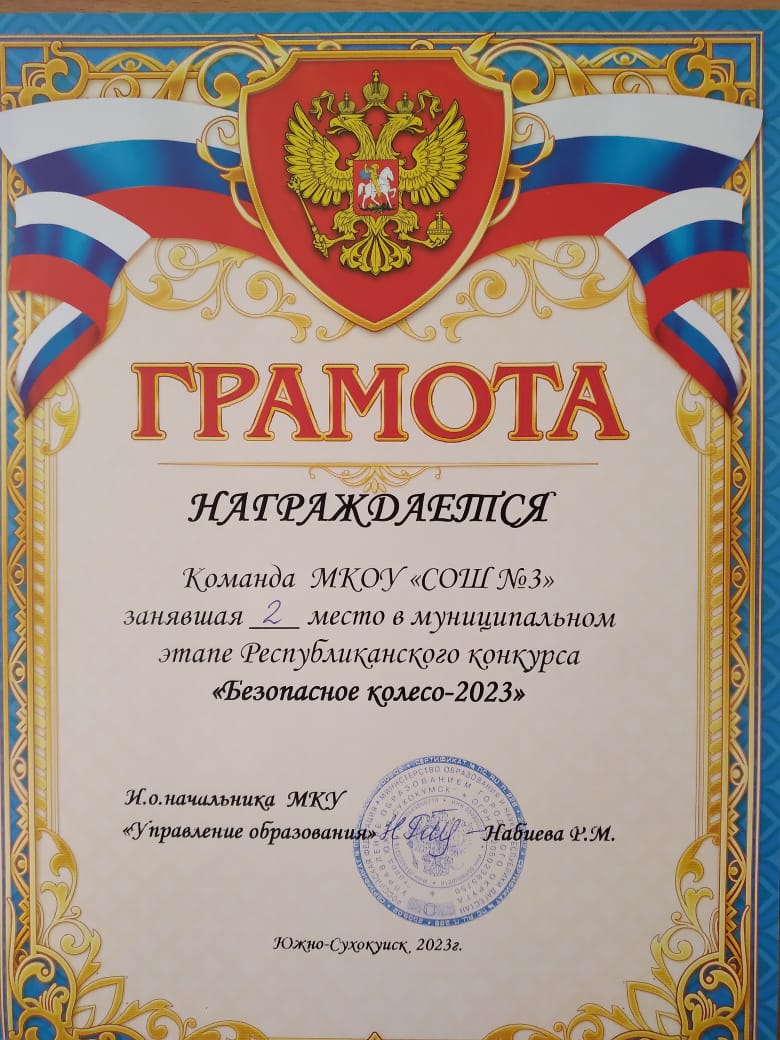 ГРАМОТА
НАГРАЖДАЕТСЯ
Команда МКОУ «СОШ №3»
занявшая 2 место в муниципальном
этапе Республиканского конкурса
«Безопасное колесо-2023»
И.о.начальника МКУ
«Управление образования» Набиева Р.М.
Южно-Сухокуиск, 2023г.